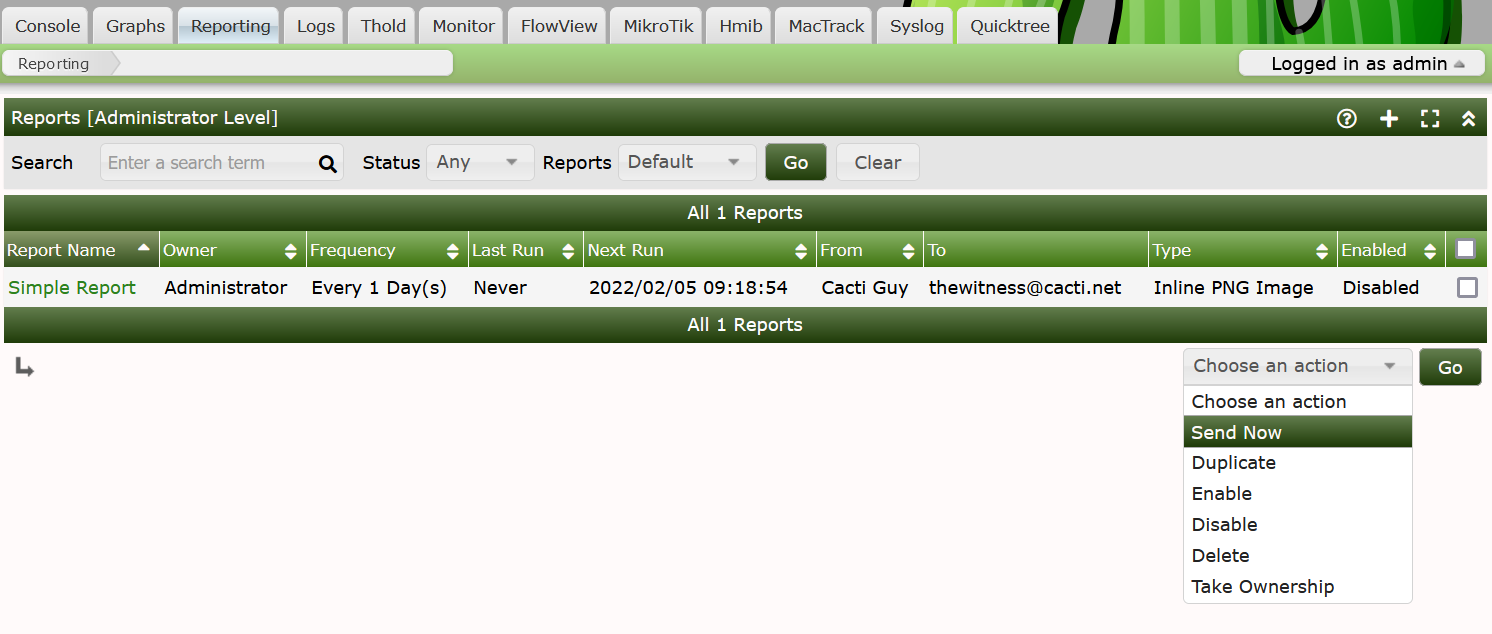 Console Graphs Reporting Logs Thold Monitor FlowView MikroTik Hmib MacTrack Syslog Quicktree
Reporting Logged in as admin
Reports [Administrator Level]
Search Enter a search term Status Any Reports Default Go Clear
All 1 Reports
Report Name Owner Frequency Last Run Next Run From To Type Enabled
Simple Report Administrator Every 1 Day(s) Never 2022/02/05 09:18:54 Cacti Guy thewitness@cacti.net Inline PNG Image Disabled
All 1 Reports
Choose an action Go
Choose an action
Send Now
Duplicate
Enable
Disable
Delete
Take Ownership